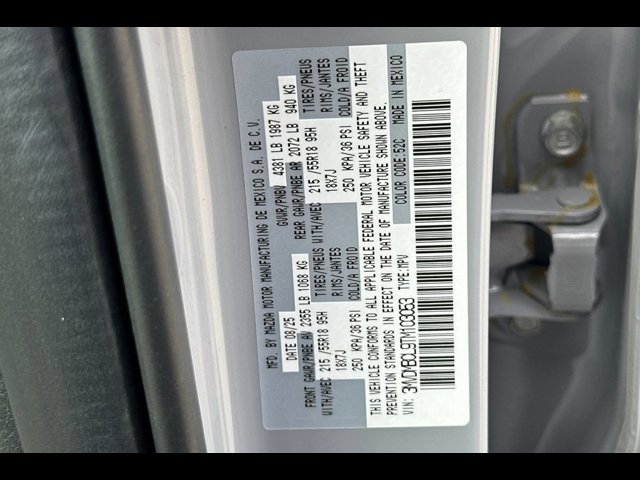 MFD. BY MAZDA MOTOR MANUFACTURING DE MEXICO S.A. DE C.V.
DATE 08/25 GVWR/PNBV 4381 LB 1987 KG
FRONT GAWR/PNBE AV 2355 LB 1068 KG REAR GAWR/PNBE AR 2072 LB 940 KG
TIRES/PNEUS TIRES/PNEUS
WITH/AVEC 215 /55R18 95H RIMS/JANTES WITH/AVEC 215 /55R18 95H RIMS/JANTES
18X7J COLD/A FROID 18X7J COLD/A FROID
250 KPA/36 PSI 250 KPA/36 PSI
THIS VEHICLE CONFORMS TO ALL APPLICABLE FEDERAL MOTOR VEHICLE SAFETY AND THEFT
PREVENTION STANDARDS IN EFFECT ON THE DATE OF MANUFACTURE SHOWN ABOVE.
VIN: TYPE:MPV COLOR CODE:52C MADE IN MEXICO